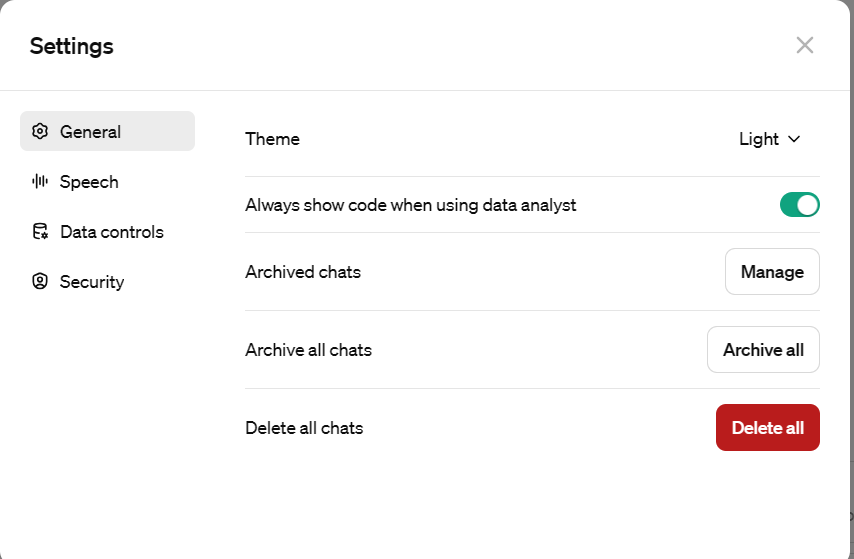 Settings
General
Speech
Data controls
Security
Theme
Light
Always show code when using data analyst
Archived chats
Manage
Archive all chats
Archive all
Delete all chats
Delete all